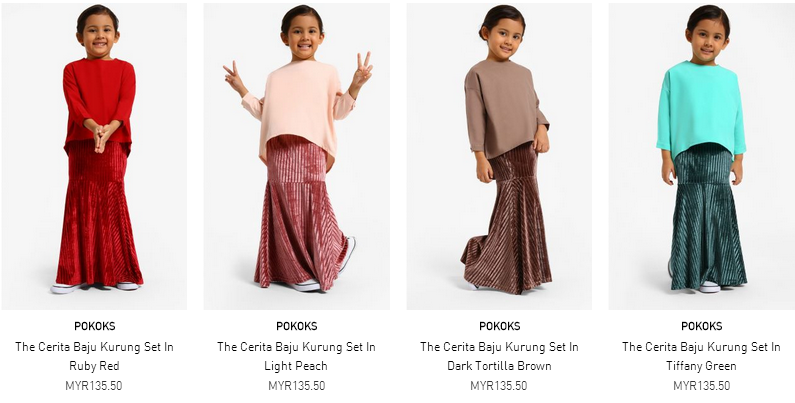 POKOKS
The Cerita Baju Kurung Set In
Ruby Red
MYR135.50
POKOKS
The Cerita Baju Kurung Set In
Light Peach
MYR135.50
POKOKS
The Cerita Baju Kurung Set In
Dark Tortilla Brown
MYR135.50
POKOKS
The Cerita Baju Kurung Set In
Tiffany Green
MYR135.50